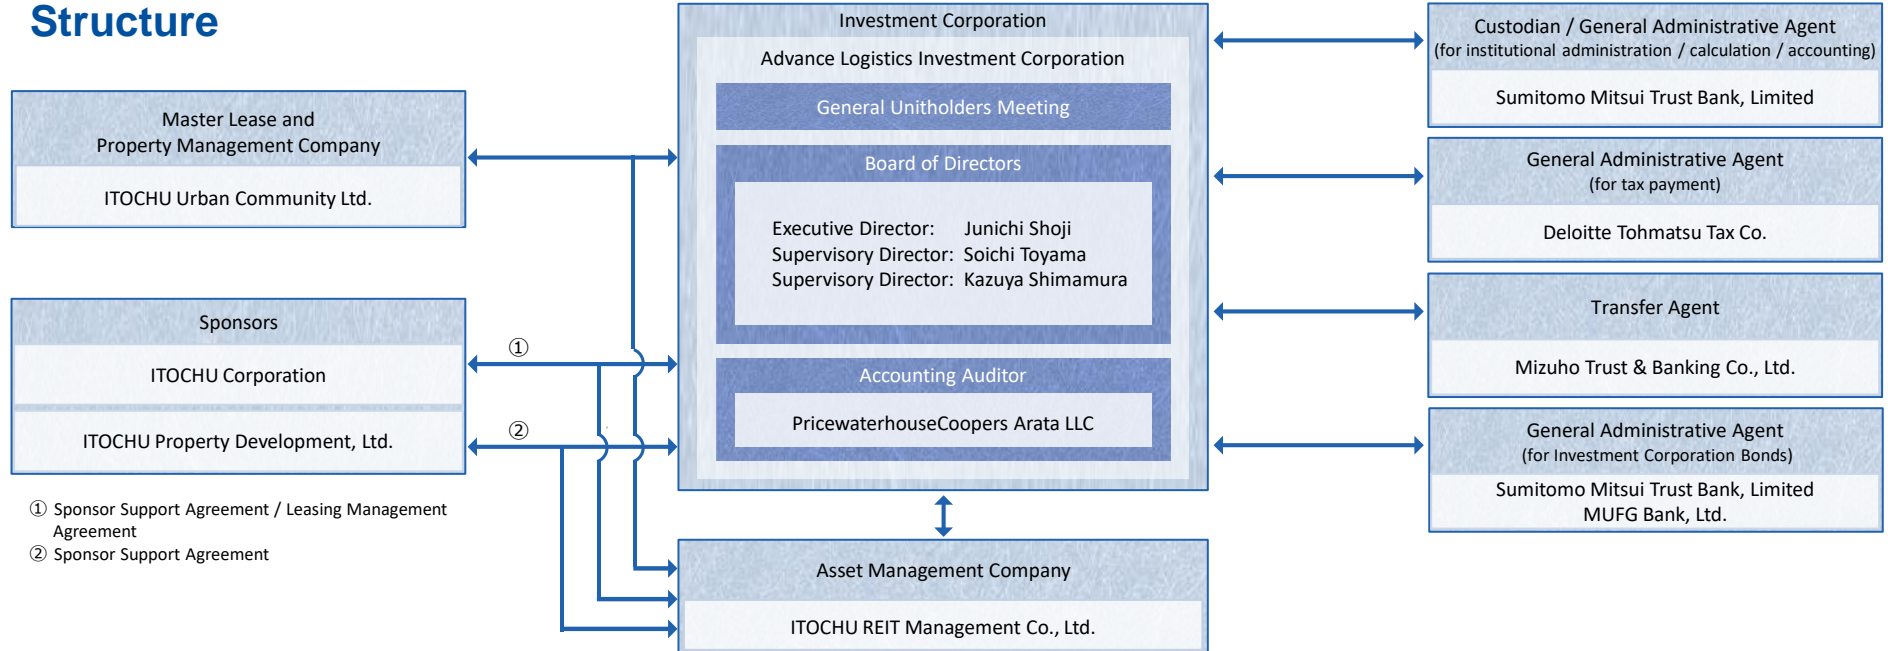 Structure
Master Lease and
Property Management Company
ITOCHU Urban Community Ltd.
Sponsors
ITOCHU Corporation
ITOCHU Property Development, Ltd.
①
②
① Sponsor Support Agreement / Leasing Management
Agreement
② Sponsor Support Agreement
Investment Corporation
Advance Logistics Investment Corporation
General Unitholders Meeting
Board of Directors
Executive Director: Junichi Shoji
Supervisory Director: Soichi Toyama
Supervisory Director: Kazuya Shimamura
Accounting Auditor
PricewaterhouseCoopers Arata LLC
Asset Management Company
ITOCHU REIT Management Co., Ltd.
Custodian / General Administrative Agent
(for institutional administration / calculation / accounting)
Sumitomo Mitsui Trust Bank, Limited
General Administrative Agent
(for tax payment)
Deloitte Tohmatsu Tax Co.
Transfer Agent
Mizuho Trust & Banking Co., Ltd.
General Administrative Agent
(for Investment Corporation Bonds)
Sumitomo Mitsui Trust Bank, Limited
MUFG Bank, Ltd.